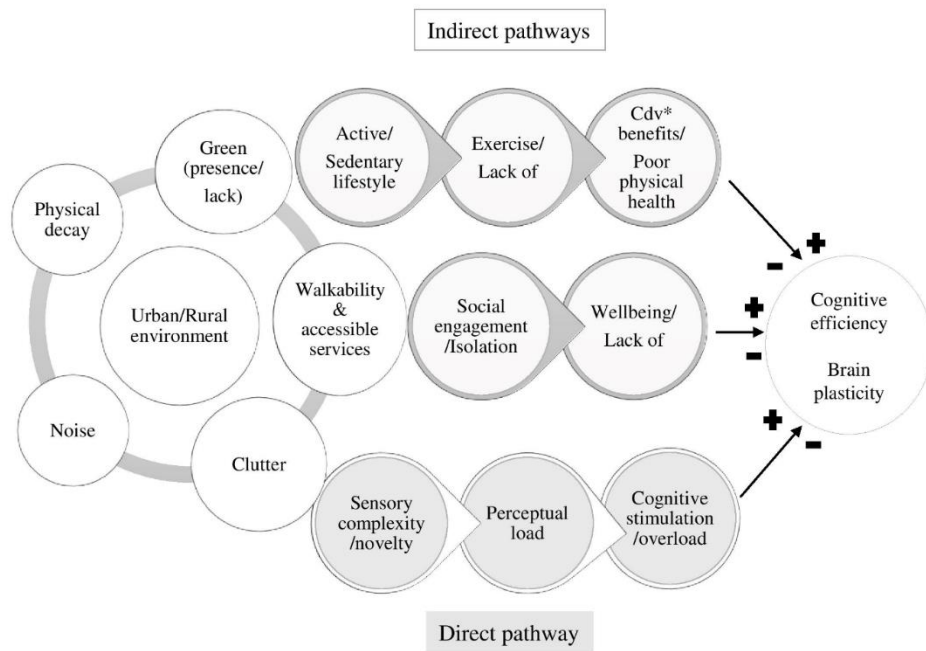 Indirect pathways
Green
(presence/
lack)
Physical
decay
Urban/Rural
environment
Walkability
&
accessible
services
Noise
Clutter
Active/
Sedentary
lifestyle
Exercise/
Lack of
Cdv*
benefits/
Poor
physical
health
Social
engagement
/Isolation
Wellbeing/
Lack of
Sensory
complexity
/novelty
Perceptual
load
Cognitive
stimulation
/overload
+
-
+
-
+
-
Cognitive
efficiency
Brain
plasticity
Direct pathway